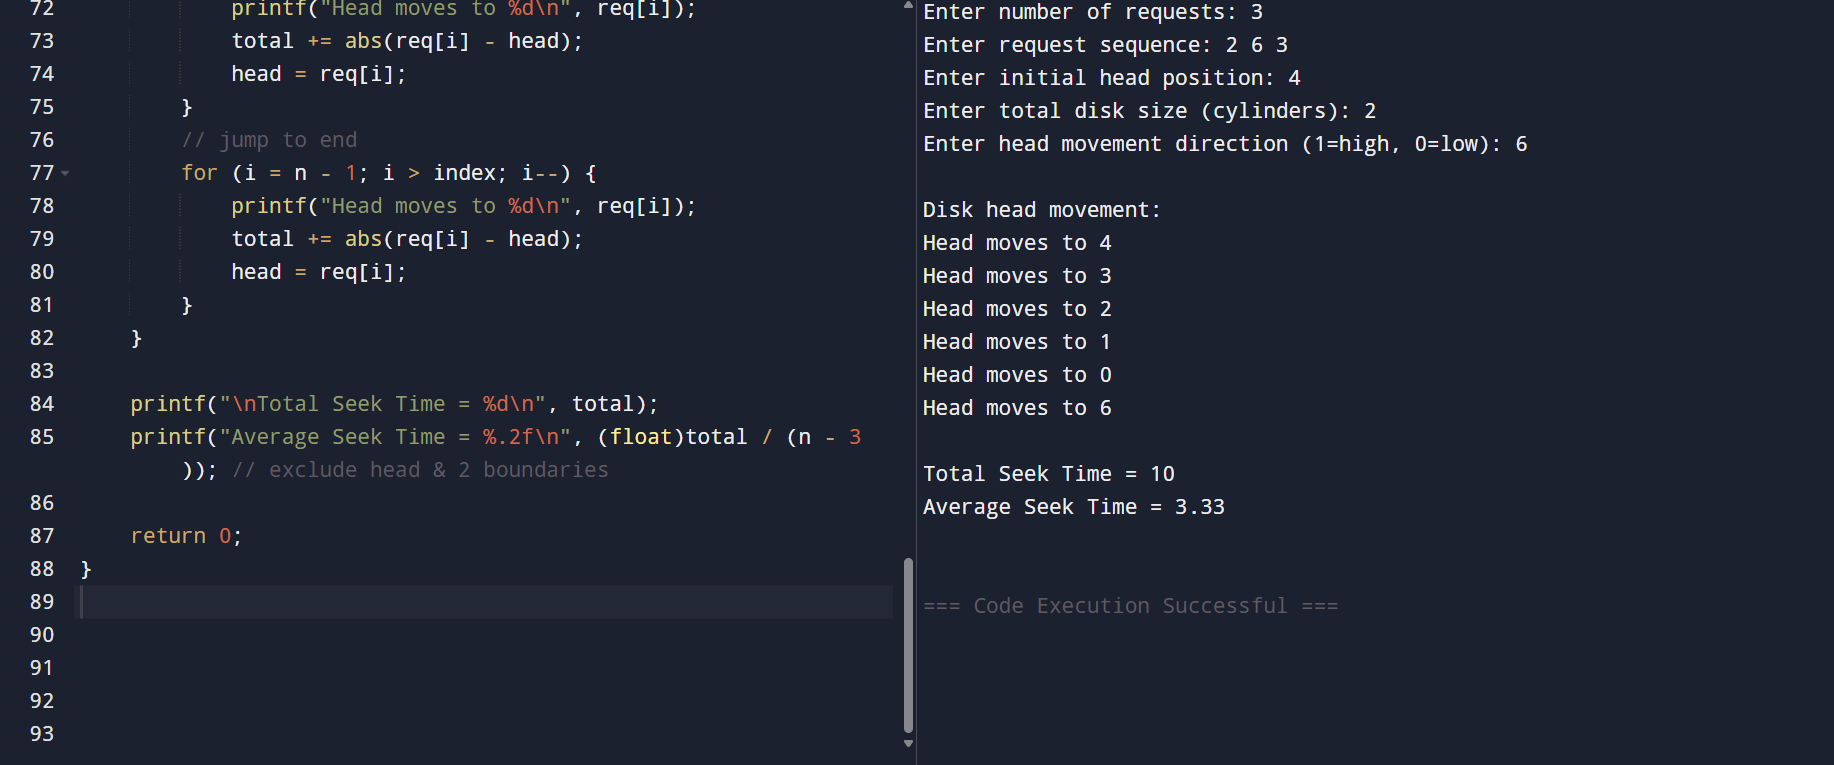 72 printf("Head moves to %d\n", req[i]);
73 total += abs(req[i] - head);
74 head = req[i];
75 }
76 // jump to end
77 for (i = n - 1; i > index; i--) {
78 printf("Head moves to %d\n", req[i]);
79 total += abs(req[i] - head);
80 head = req[i];
81 }
82 }
83
84 printf("\nTotal Seek Time = %d\n", total);
85 printf("Average Seek Time = %.2f\n", (float)total / (n - 3
)); // exclude head & 2 boundaries
86
87 return 0;
88 }
89
90
91
92
93
Enter number of requests: 3
Enter request sequence: 2 6 3
Enter initial head position: 4
Enter total disk size (cylinders): 2
Enter head movement direction (1=high, 0=low): 6
Disk head movement:
Head moves to 4
Head moves to 3
Head moves to 2
Head moves to 1
Head moves to 0
Head moves to 6
Total Seek Time = 10
Average Seek Time = 3.33
=== Code Execution Successful ===